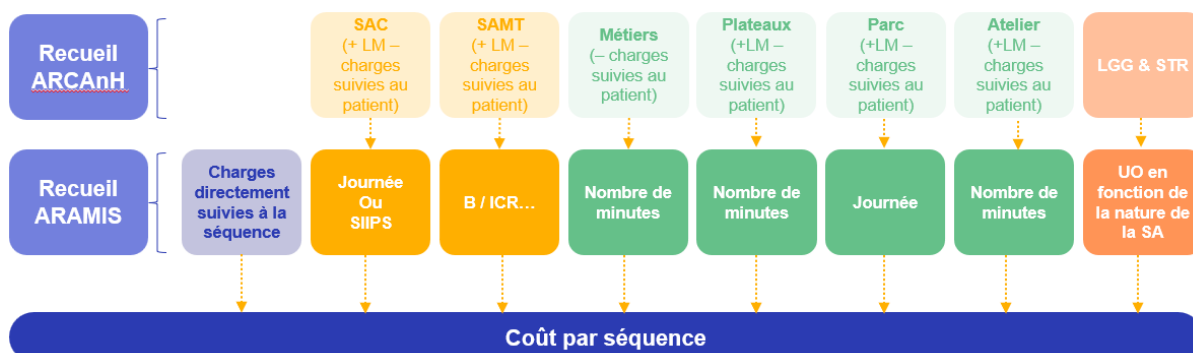 Recueil
ARCAnH
SAC
(+ LM –
charges
suivies au
patient)
SAMT
(+ LM –
charges
suivies au
patient)
Métiers
(– charges
suivies au
patient)
Plateaux
(+LM –
charges
suivies au
patient)
Parc
(+LM –
charges
suivies au
patient)
Atelier
(+LM –
charges
suivies au
patient)
LGG & STR
Recueil
ARAMIS
Charges
directement
suivies à la
séquence
Journée
Ou
SIIPS
B / ICR…
Nombre de
minutes
Nombre de
minutes
Journée
Nombre de
minutes
UO en
fonction de
la nature de
la SA
Coût par séquence